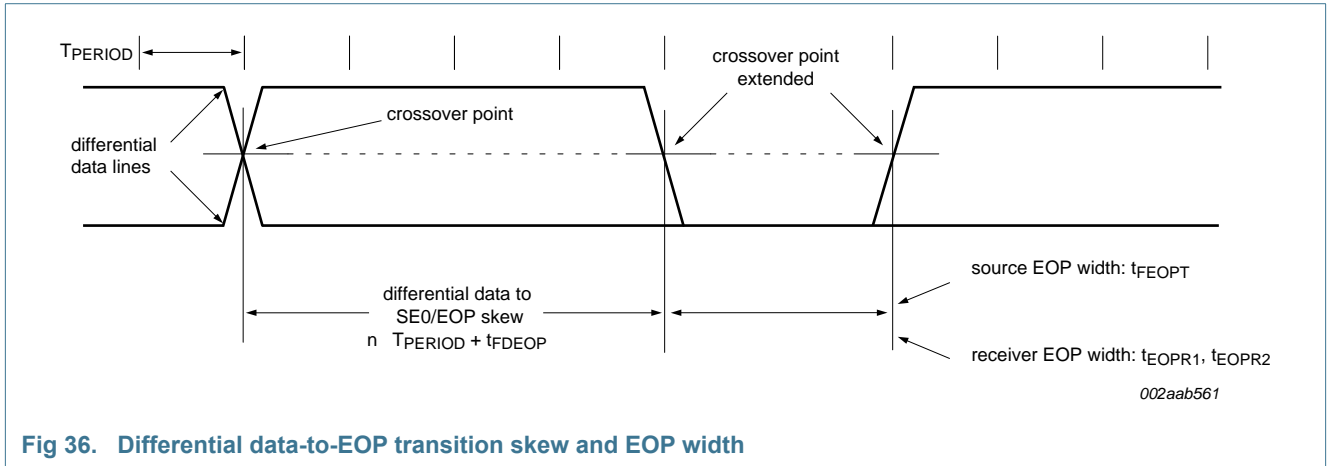 TPERIOD
crossover point
extended
crossover point
differential
data lines
differential data to
SE0/EOP skew
n TPERIOD + tFDEOP
source EOP width: tFEOPT
receiver EOP width: tEOPR1, tEOPR2
002aab561
Fig 36. Differential data-to-EOP transition skew and EOP width